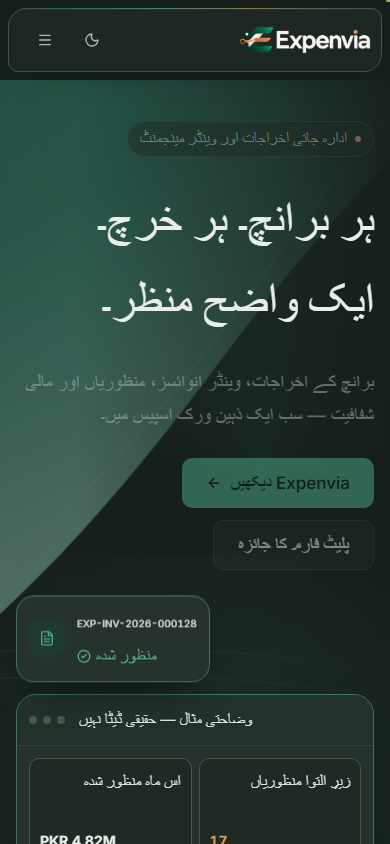 Expenvia
ادارہ جاتی اخراجات اور وینڈر مینجمنٹ
ہر برانچ۔ ہر خرچ۔
ایک واضح منظر۔
برانچ کے اخراجات، وینڈر انوائسز، منظوریاں اور مالی
شفافیت — سب ایک ذہین ورک اسپیس میں۔
Expenvia دیکھیں ←
پلیٹ فارم کا جائزہ
EXP-INV-2026-000128
منظور شدہ
وضاحتی مثال — حقیقی ڈیٹا نہیں
زیرِ التوا منظوریاں
17
اس ماہ منظور شدہ
PKR 4.82M